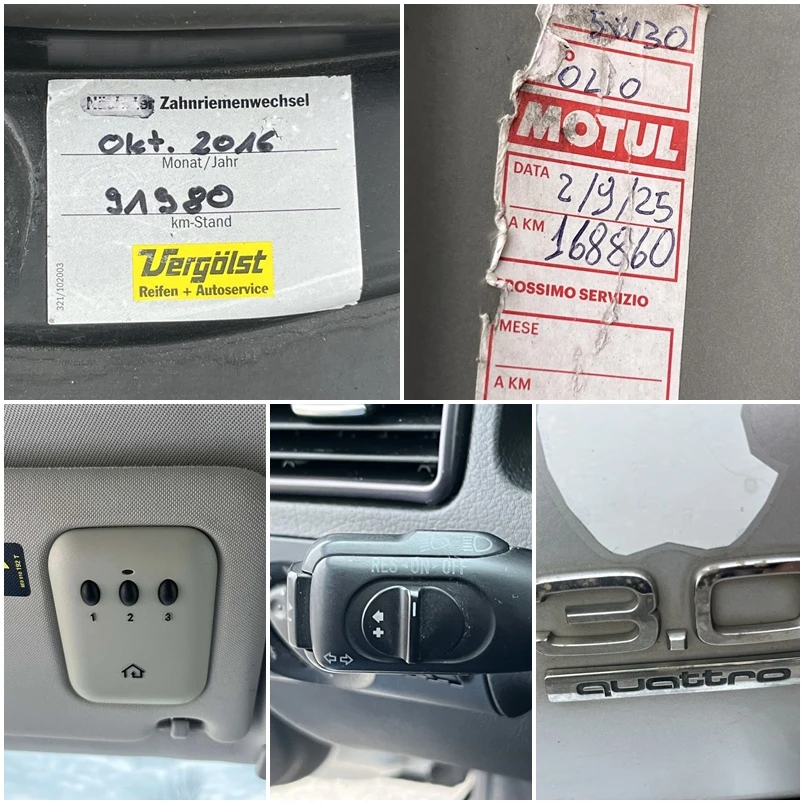 Zahnriemenwechsel
Okt. 2016
Monat/Jahr
91980
km-Stand
Vergölst
Reifen + Autoservice
321/102003
5W30
OLIO
MOTUL
DATA 2/9/25
A KM 168860
ROSSIMO SERVIZIO
MESE
A KM
1 2 3
RES ON OFF
+ −
3.0
quattro